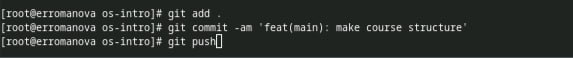 [root@erromanova os-intro]# git add .
[root@erromanova os-intro]# git commit -am 'feat(main): make course structure'
[root@erromanova os-intro]# git push